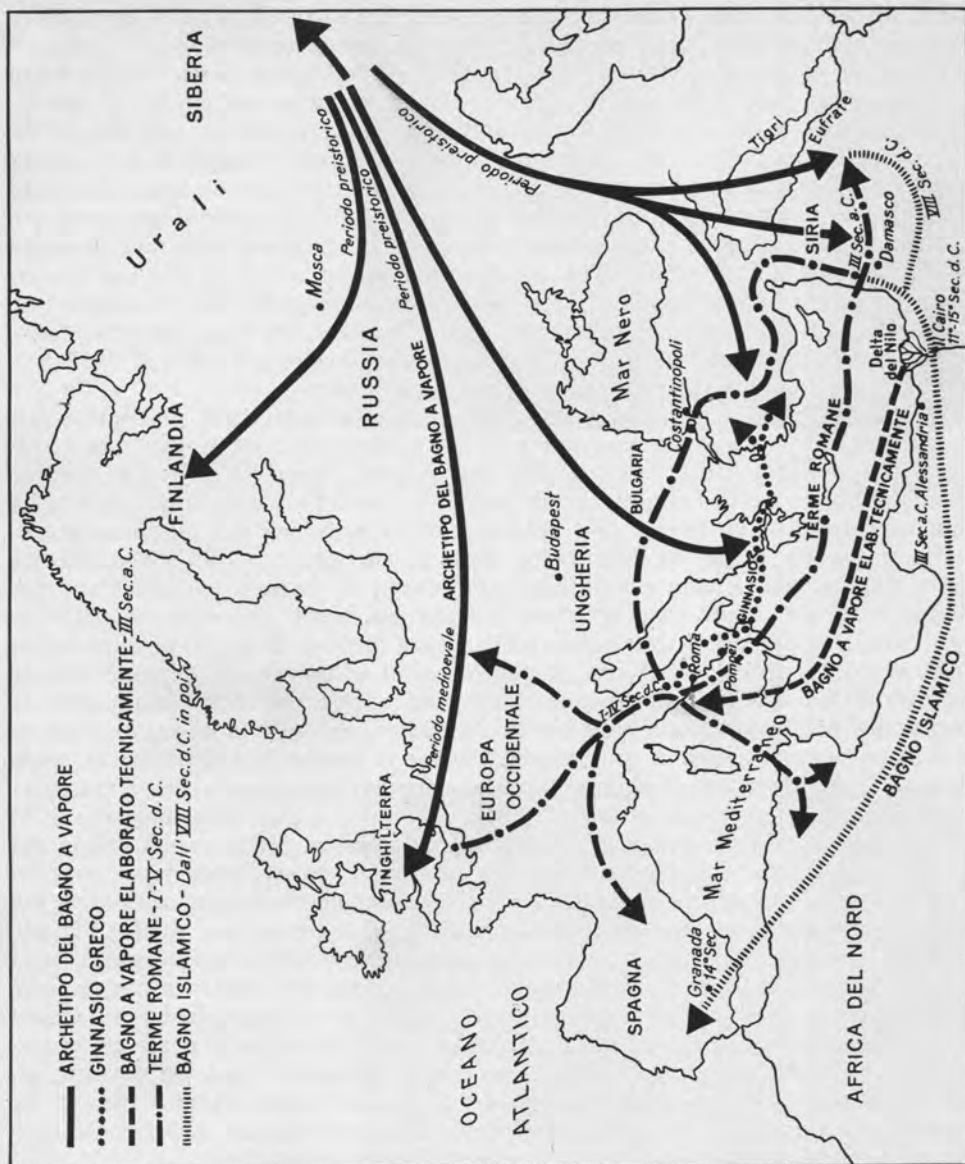 ARCHETIPO DEL BAGNO A VAPORE
GINNASIO GRECO
BAGNO A VAPORE ELABORATO TECNICAMENTE - III Sec. a.C.
TERME ROMANE - I-V Sec. d.C.
BAGNO ISLAMICO - Dall' VIII Sec. d.C. in poi
SIBERIA
Urali
Periodo preistorico
Periodo preistorico
Periodo preistorico
Mosca
FINLANDIA
RUSSIA
ARCHETIPO DEL BAGNO A VAPORE
Periodo medioevale
INGHILTERRA
OCEANO
ATLANTICO
EUROPA
OCCIDENTALE
UNGHERIA
Budapest
BULGARIA
Mar Nero
Costantinopoli
Tigri
Eufrate
SIRIA
III Sec. a.C.
Damasco
VIII Sec. d.C.
I-IV Sec. d.C.
Roma
Pompei
GINNASIO
TERME ROMANE
BAGNO A VAPORE ELAB. TECNICAMENTE
Delta
del Nilo
Cairo
11°-15° Sec. d. C.
III Sec. a.C. Alessandria
BAGNO ISLAMICO
Mar Mediterraneo
SPAGNA
Granada
14° Sec.
AFRICA DEL NORD